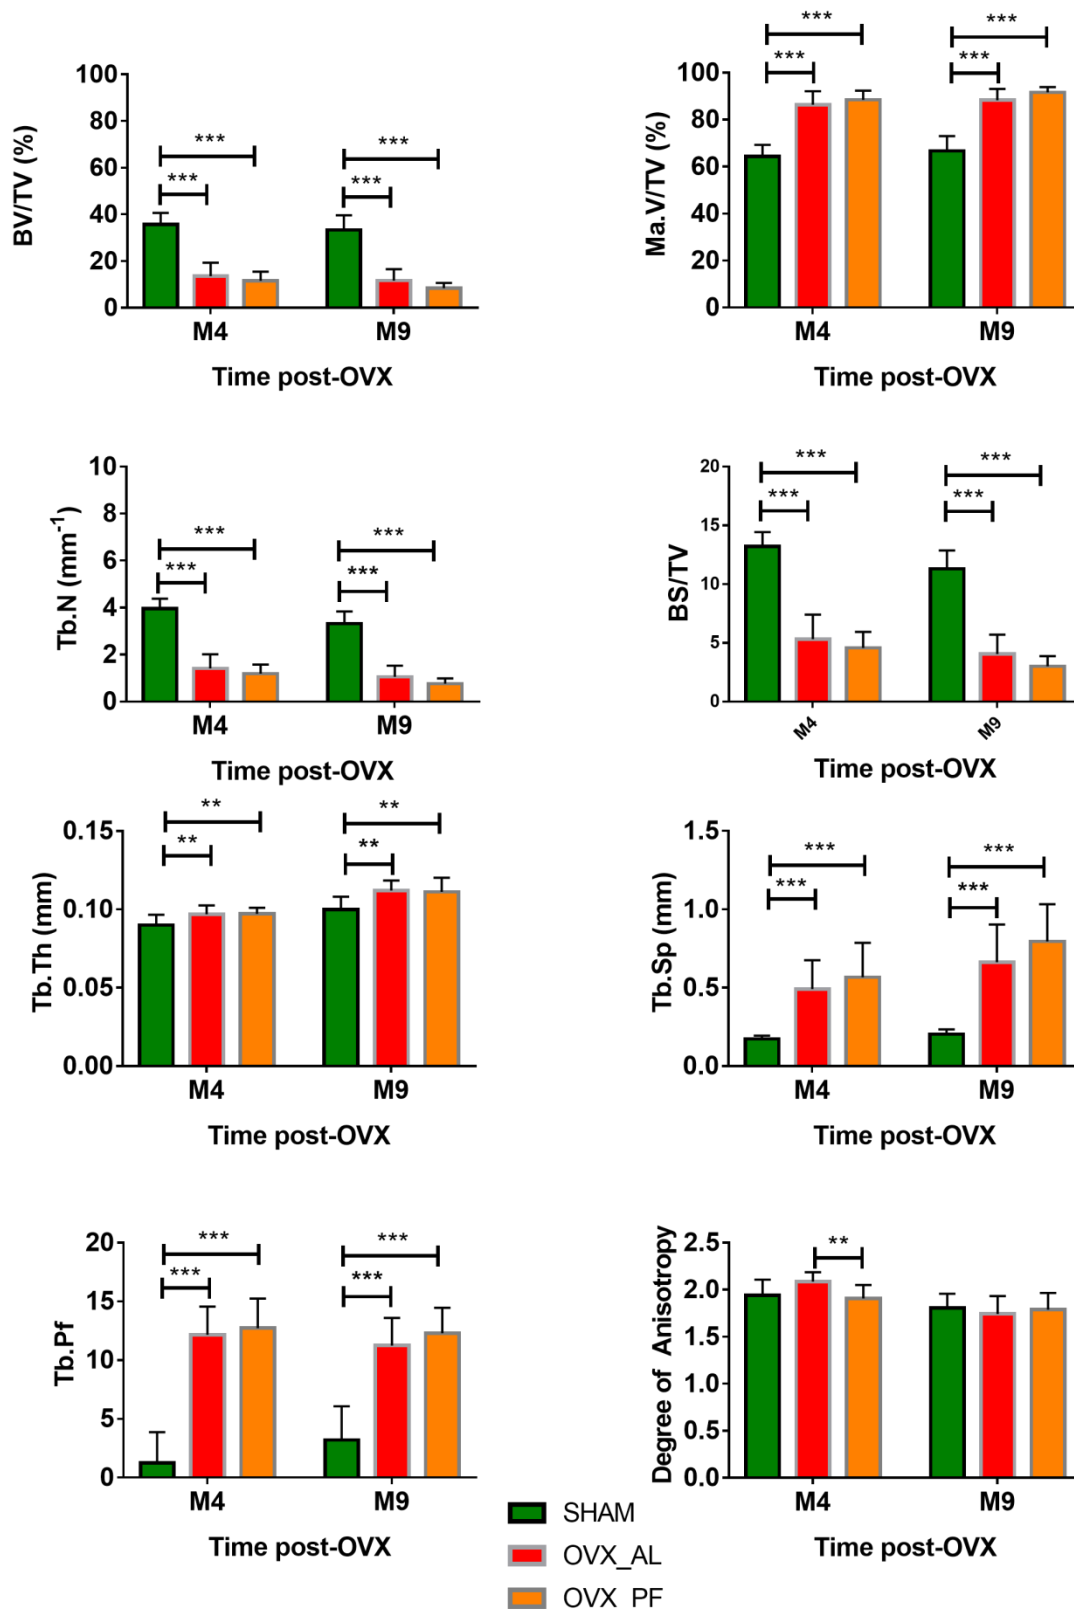 BV/TV (%)
100
80
60
40
20
0
***
***
***
***
M4 M9
Time post-OVX
Ma.V/TV (%)
100
80
60
40
20
0
***
***
***
***
M4 M9
Time post-OVX
Tb.N (mm⁻¹)
10
8
6
4
2
0
***
***
***
***
M4 M9
Time post-OVX
BS/TV
20
15
10
5
0
***
***
***
***
M4 M9
Time post-OVX
Tb.Th (mm)
0.15
0.10
0.05
0.00
**
**
**
**
M4 M9
Time post-OVX
Tb.Sp (mm)
1.5
1.0
0.5
0.0
***
***
***
***
M4 M9
Time post-OVX
Tb.Pf
20
15
10
5
0
***
***
***
***
M4 M9
Time post-OVX
Degree of Anisotropy
2.5
2.0
1.5
1.0
0.5
0.0
**
M4 M9
Time post-OVX
SHAM
OVX_AL
OVX_PF